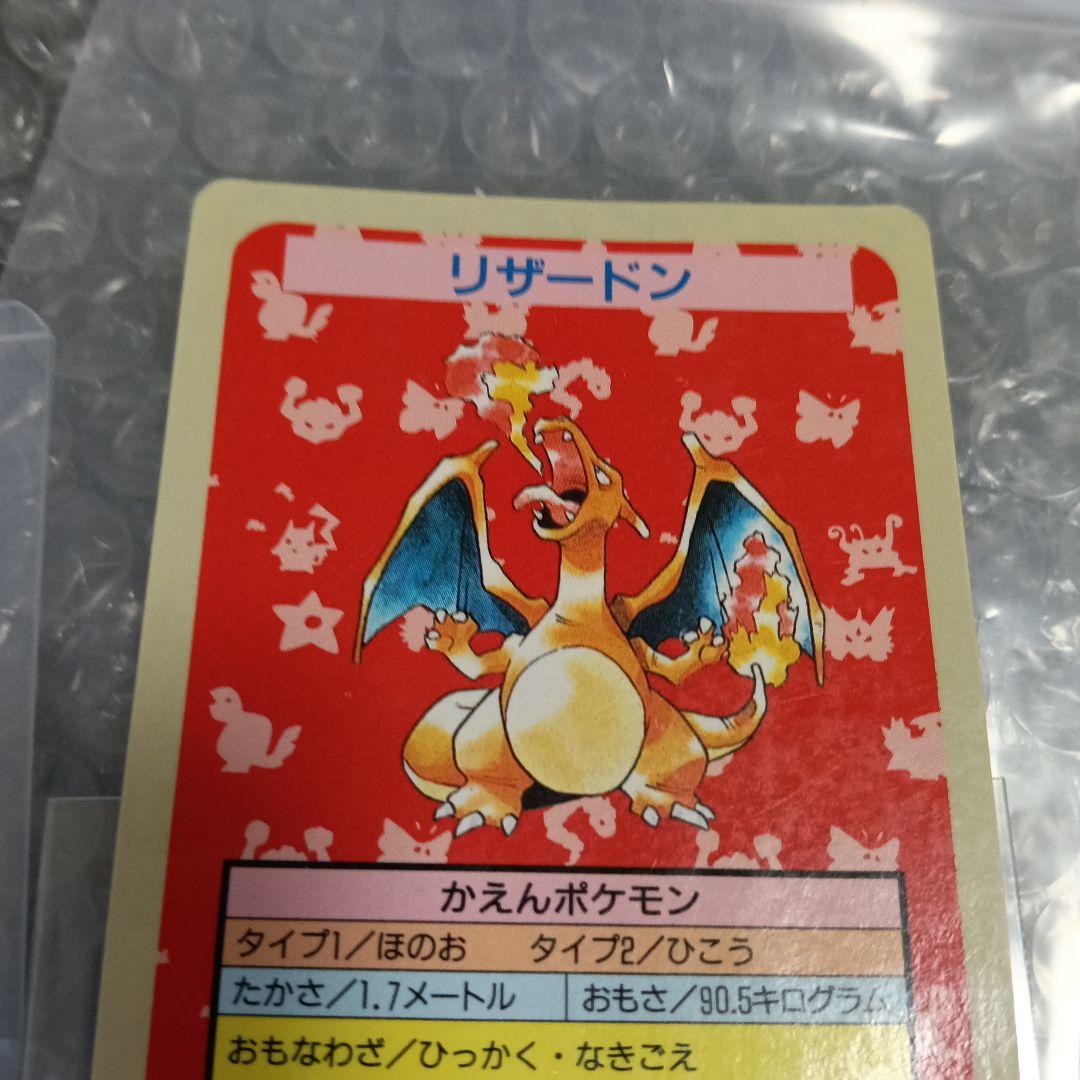 リザードン
かえんポケモン
タイプ1／ほのお　タイプ2／ひこう
たかさ／1.7メートル　おもさ／90.5キログラム
おもなわざ／ひっかく・なきごえ